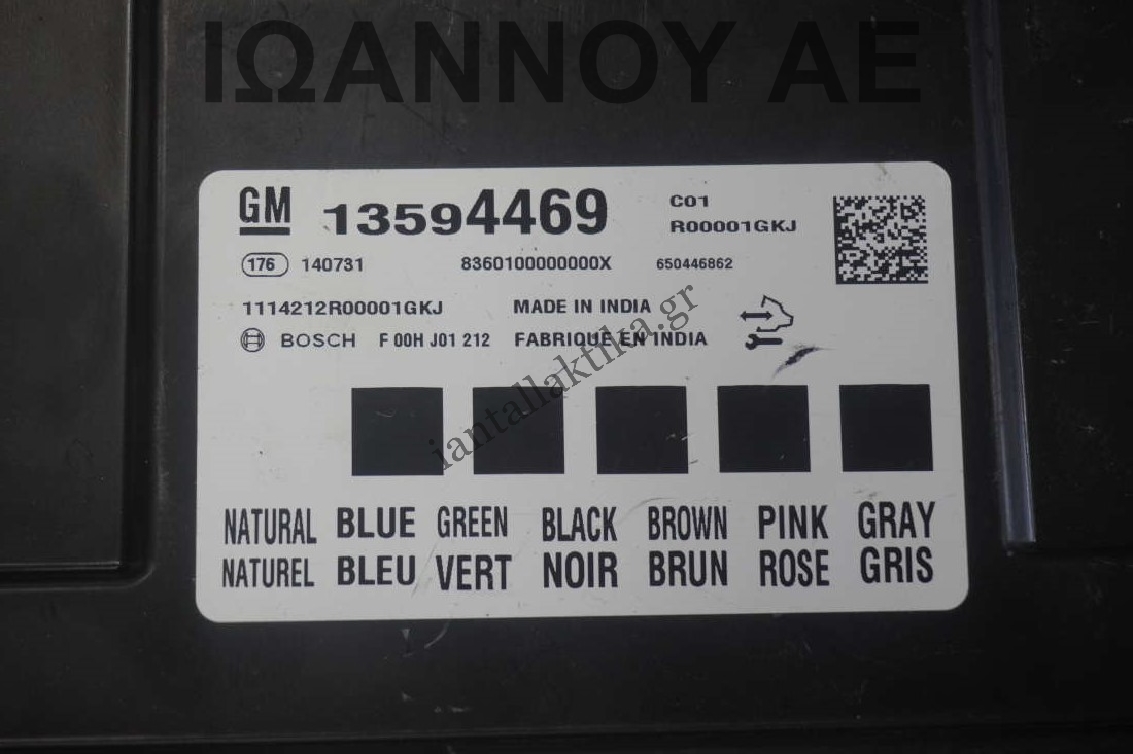 ΙΩΑΝΝΟΥ ΑΕ
GM 13594469 C01
R00001GKJ
176 140731 8360100000000X 650446862
1114212R00001GKJ MADE IN INDIA
BOSCH F 00H J01 212 FABRIQUE EN INDIA
iantallaktika.gr
NATURAL BLUE GREEN BLACK BROWN PINK GRAY
NATUREL BLEU VERT NOIR BRUN ROSE GRIS